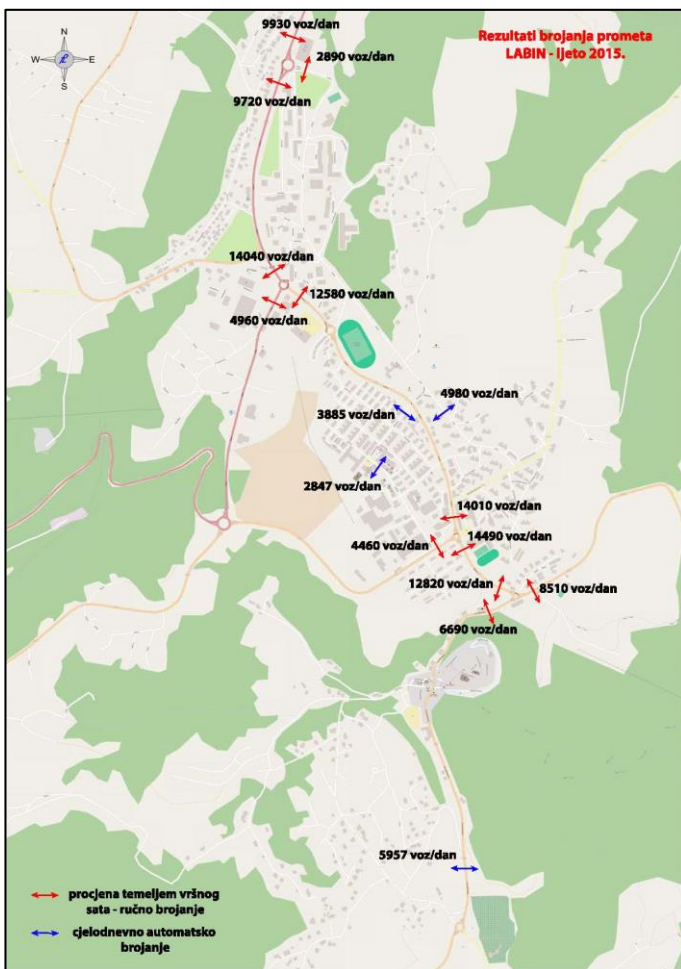 9930 voz/dan
Rezultati brojanja prometa
LABIN - ljeto 2015.
N
W
E
S
2890 voz/dan
9720 voz/dan
14040 voz/dan
12580 voz/dan
4960 voz/dan
3885 voz/dan
4980 voz/dan
2847 voz/dan
14010 voz/dan
4460 voz/dan
14490 voz/dan
12820 voz/dan
8510 voz/dan
6690 voz/dan
5957 voz/dan
procjena temeljem vršnog
sata - ručno brojanje
cjelodnevno automatsko
brojanje